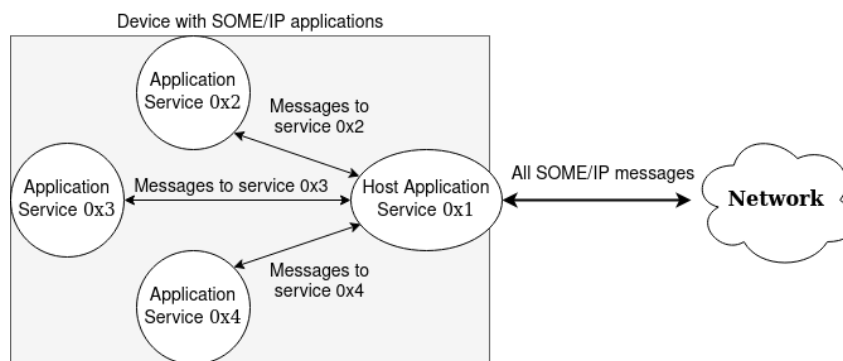 Device with SOME/IP applications
Application
Service 0x2
Messages to
service 0x2
Application
Service 0x3
Messages to service 0x3
Host Application
Service 0x1
All SOME/IP messages
Network
Messages to
service 0x4
Application
Service 0x4